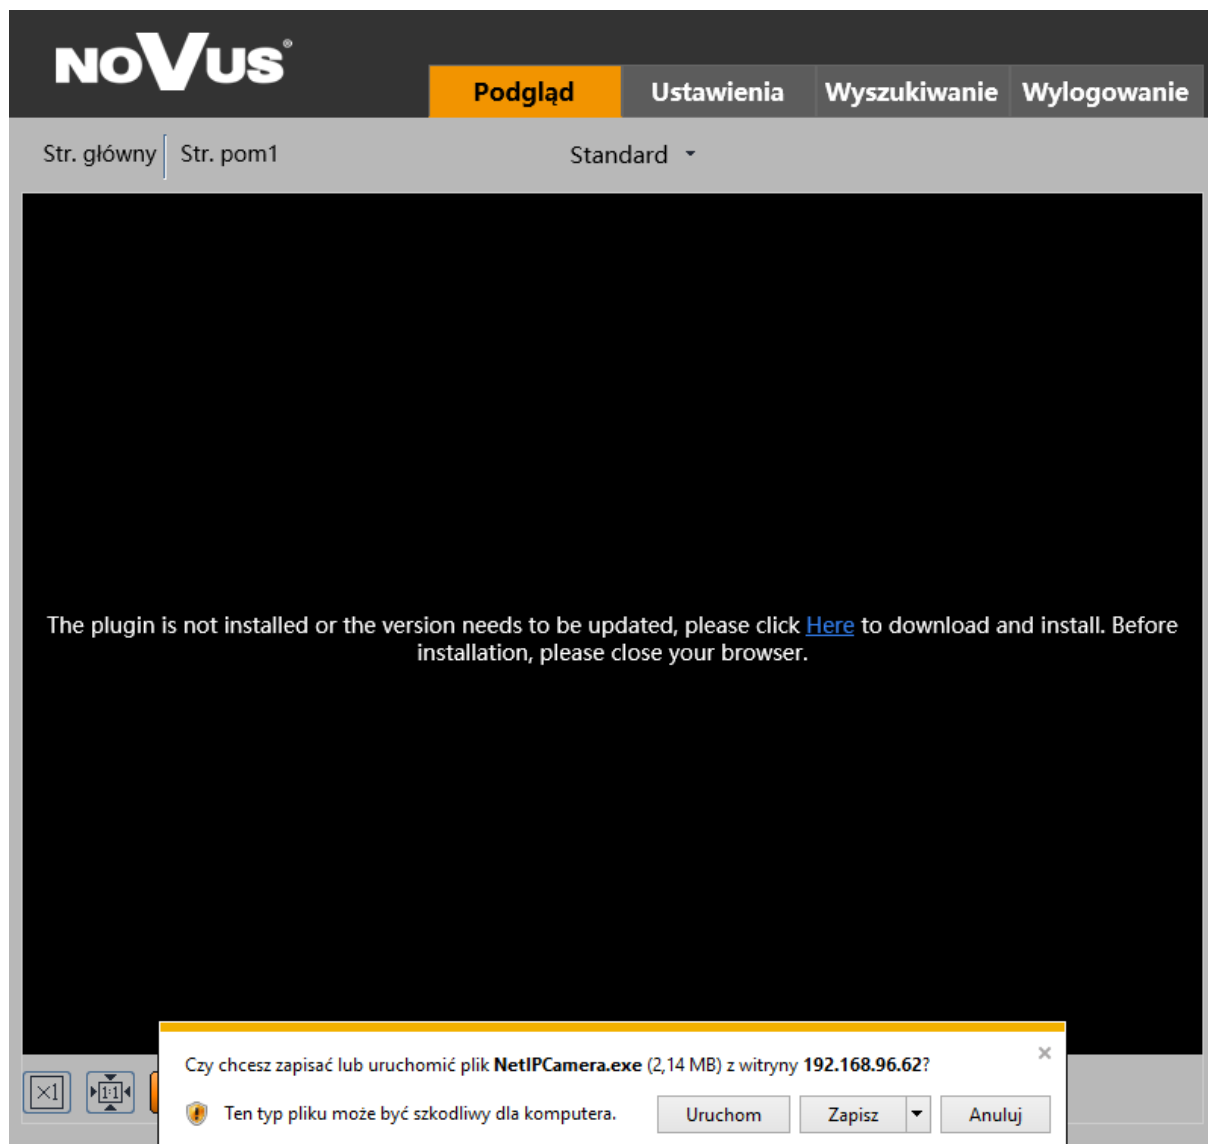 NOVUS®
Podgląd Ustawienia Wyszukiwanie Wylogowanie
Str. główny Str. pom1 Standard
The plugin is not installed or the version needs to be updated, please click Here to download and install. Before
installation, please close your browser.
Czy chcesz zapisać lub uruchomić plik NetIPCamera.exe (2,14 MB) z witryny 192.168.96.62?
Ten typ pliku może być szkodliwy dla komputera. Uruchom Zapisz Anuluj
×1 1:1